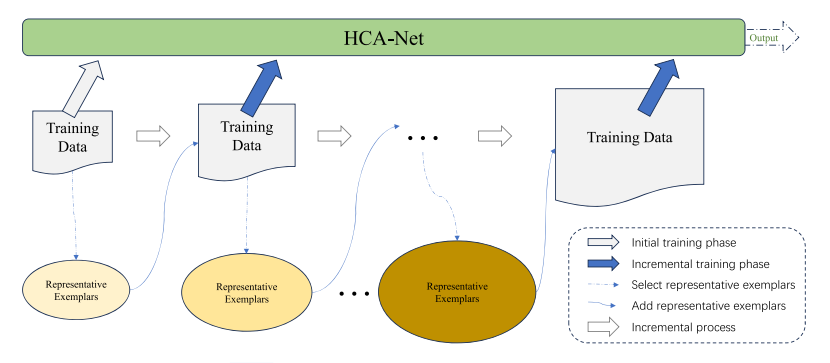 HCA-Net
Output
Training
Data
Training
Data
...
Training Data
Representative
Exemplars
Representative
Exemplars
...
Representative
Exemplars
Initial training phase
Incremental training phase
Select representative exemplars
Add representative exemplars
Incremental process